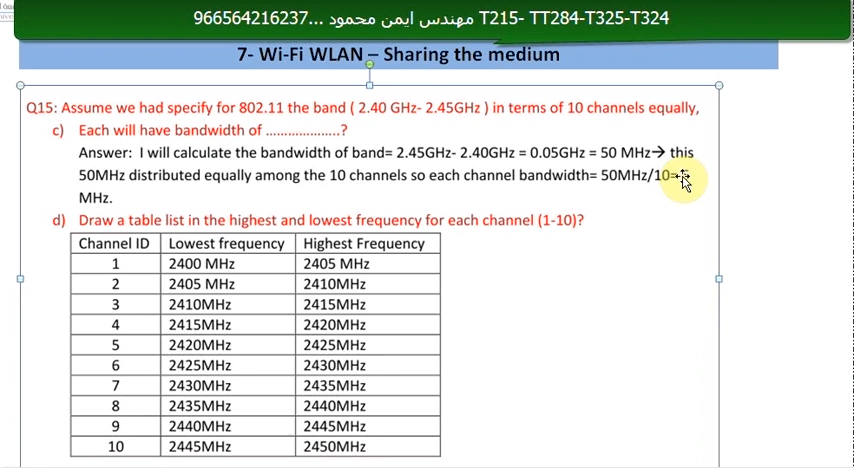 966564216237... مهندس ايمن محمود T215- TT284-T325-T324
7- Wi-Fi WLAN – Sharing the medium
Q15: Assume we had specify for 802.11 the band ( 2.40 GHz- 2.45GHz ) in terms of 10 channels equally,
c) Each will have bandwidth of ....................?
Answer: I will calculate the bandwidth of band= 2.45GHz- 2.40GHz = 0.05GHz = 50 MHz→ this
50MHz distributed equally among the 10 channels so each channel bandwidth= 50MHz/10=
MHz.
d) Draw a table list in the highest and lowest frequency for each channel (1-10)?
Channel ID Lowest frequency Highest Frequency
1 2400 MHz 2405 MHz
2 2405 MHz 2410MHz
3 2410MHz 2415MHz
4 2415MHz 2420MHz
5 2420MHz 2425MHz
6 2425MHz 2430MHz
7 2430MHz 2435MHz
8 2435MHz 2440MHz
9 2440MHz 2445MHz
10 2445MHz 2450MHz